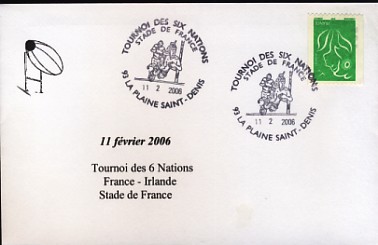 TOURNOI DES SIX NATIONS
STADE DE FRANCE
11 2 2006
93 LA PLAINE SAINT-DENIS
TOURNOI DES SIX NATIONS
STADE DE FRANCE
11 2 2006
93 LA PLAINE SAINT-DENIS
11 février 2006
Tournoi des 6 Nations
France - Irlande
Stade de France